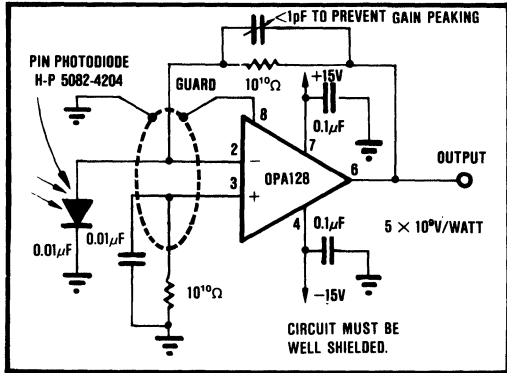 <1pF TO PREVENT GAIN PEAKING
PIN PHOTODIODE
H-P 5082-4204
GUARD
10¹⁰Ω
+15V
8
0.1μF
7
2
−
OPA128
6
OUTPUT
3
+
4
0.1μF
5 × 10⁹V/WATT
0.01μF
0.01μF
10¹⁰Ω
−15V
CIRCUIT MUST BE
WELL SHIELDED.